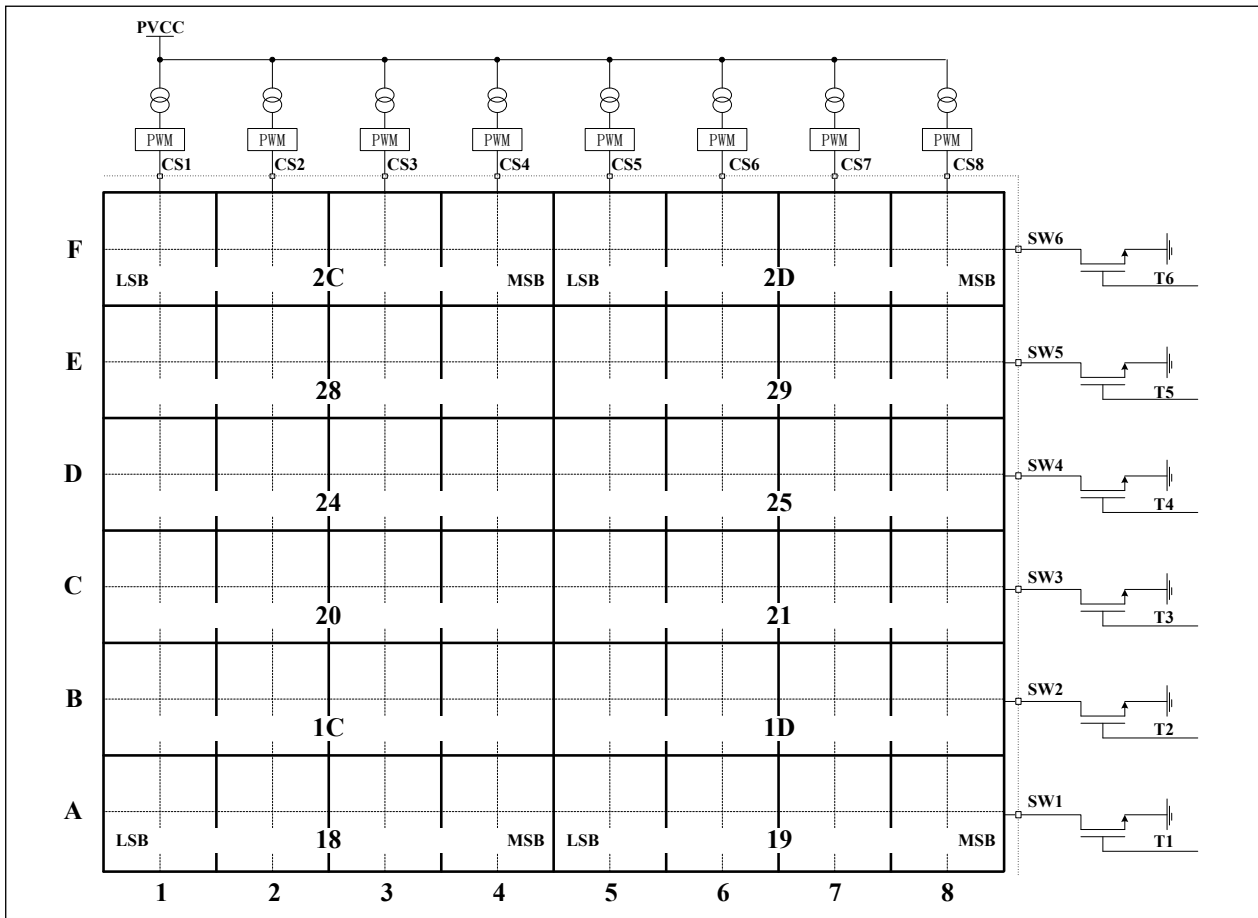 PVCC
PWM PWM PWM PWM PWM PWM PWM PWM
CS1 CS2 CS3 CS4 CS5 CS6 CS7 CS8
F SW6
LSB 2C MSB LSB 2D MSB T6
E SW5
28 29 T5
D SW4
24 25 T4
C SW3
20 21 T3
B SW2
1C 1D T2
A SW1
LSB 18 MSB LSB 19 MSB T1
1 2 3 4 5 6 7 8